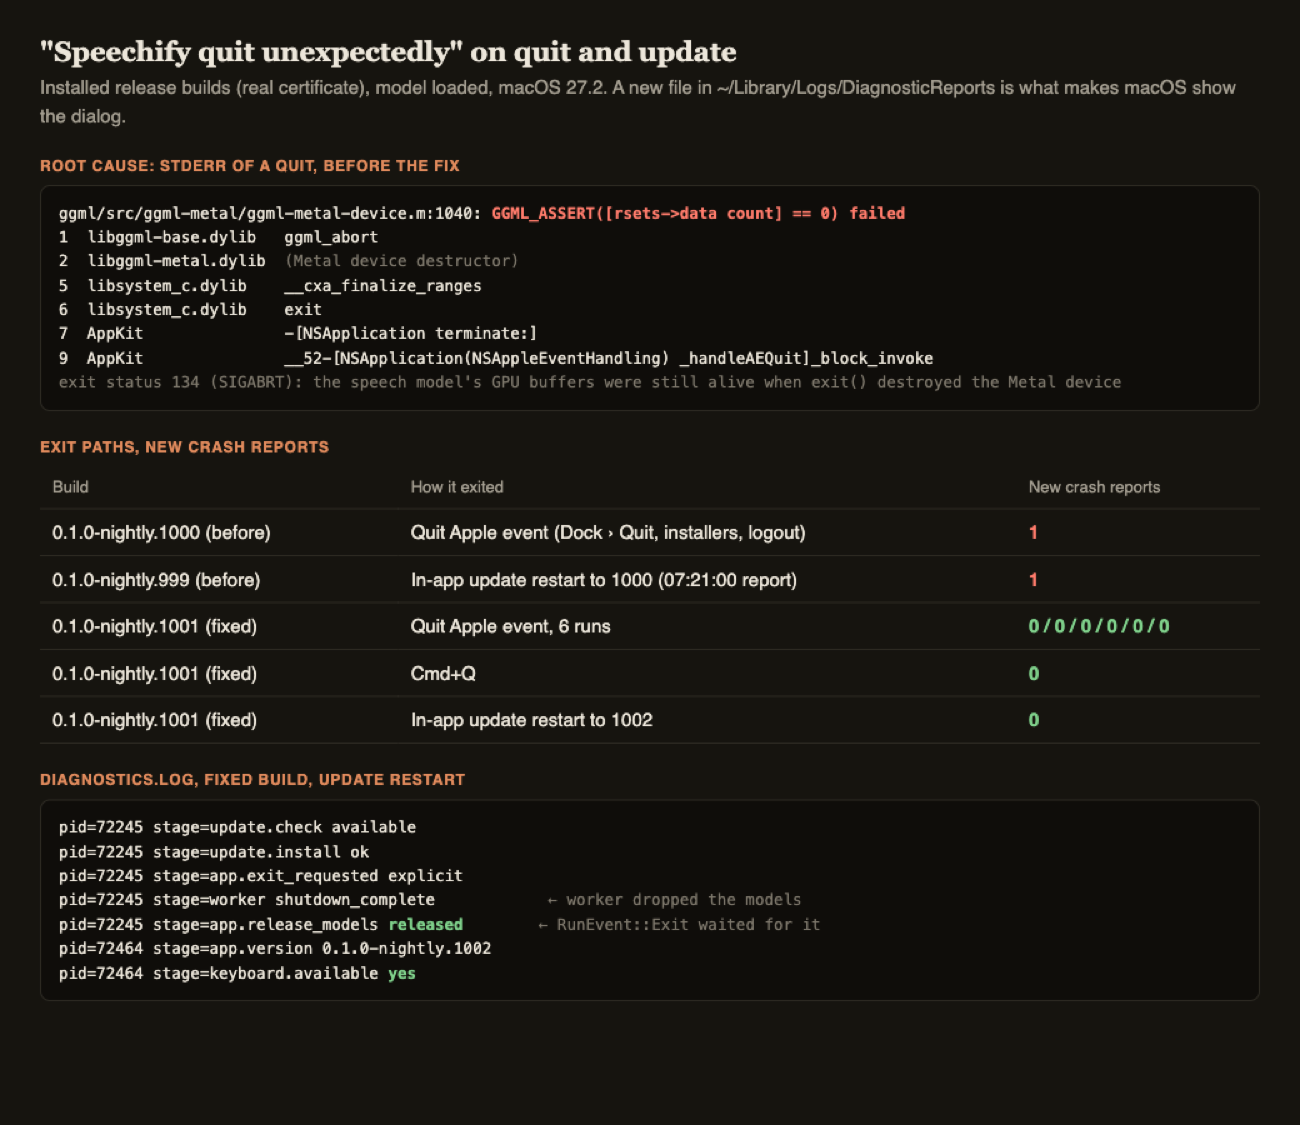 "Speechify quit unexpectedly" on quit and update
Installed release builds (real certificate), model loaded, macOS 27.2. A new file in ~/Library/Logs/DiagnosticReports is what makes macOS show
the dialog.
ROOT CAUSE: STDERR OF A QUIT, BEFORE THE FIX
ggml/src/ggml-metal/ggml-metal-device.m:1040: GGML_ASSERT([rsets->data count] == 0) failed
1 libggml-base.dylib ggml_abort
2 libggml-metal.dylib (Metal device destructor)
5 libsystem_c.dylib __cxa_finalize_ranges
6 libsystem_c.dylib exit
7 AppKit -[NSApplication terminate:]
9 AppKit __52-[NSApplication(NSAppleEventHandling) _handleAEQuit]_block_invoke
exit status 134 (SIGABRT): the speech model's GPU buffers were still alive when exit() destroyed the Metal device
EXIT PATHS, NEW CRASH REPORTS
Build How it exited New crash reports
0.1.0-nightly.1000 (before) Quit Apple event (Dock › Quit, installers, logout) 1
0.1.0-nightly.999 (before) In-app update restart to 1000 (07:21:00 report) 1
0.1.0-nightly.1001 (fixed) Quit Apple event, 6 runs 0 / 0 / 0 / 0 / 0 / 0
0.1.0-nightly.1001 (fixed) Cmd+Q 0
0.1.0-nightly.1001 (fixed) In-app update restart to 1002 0
DIAGNOSTICS.LOG, FIXED BUILD, UPDATE RESTART
pid=72245 stage=update.check available
pid=72245 stage=update.install ok
pid=72245 stage=app.exit_requested explicit
pid=72245 stage=worker shutdown_complete ← worker dropped the models
pid=72245 stage=app.release_models released ← RunEvent::Exit waited for it
pid=72464 stage=app.version 0.1.0-nightly.1002
pid=72464 stage=keyboard.available yes